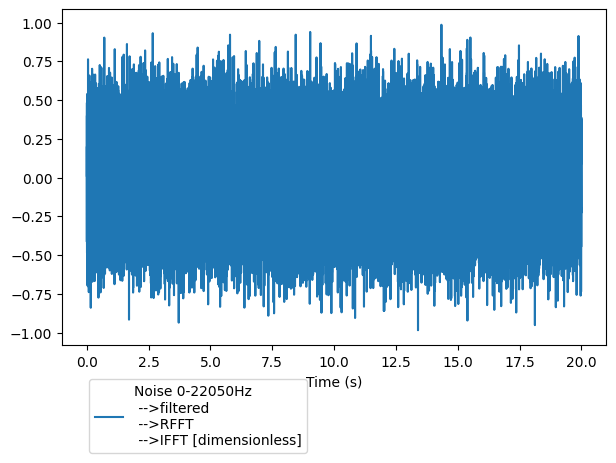 1.00
0.75
0.50
0.25
0.00
−0.25
−0.50
−0.75
−1.00
0.0 2.5 5.0 7.5 10.0 12.5 15.0 17.5 20.0
Time (s)
Noise 0-22050Hz
-->filtered
-->RFFT
-->IFFT [dimensionless]